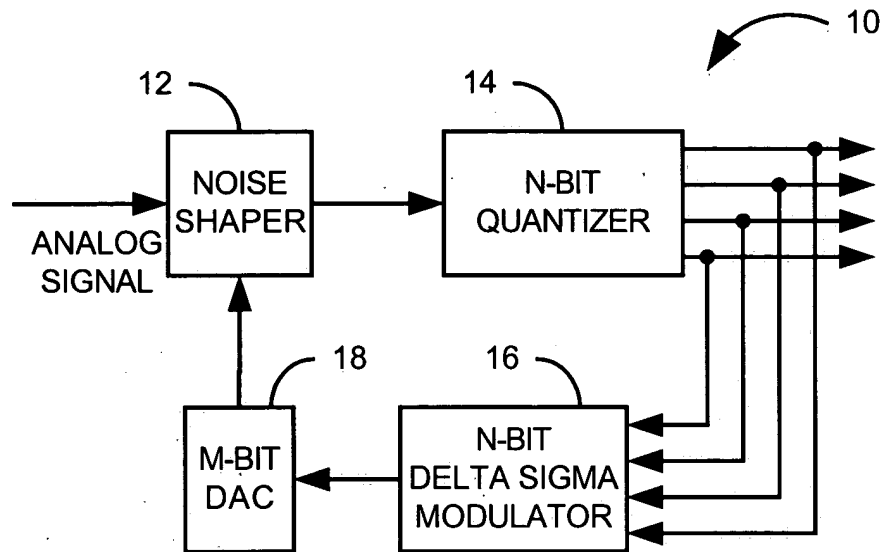 10
12
14
NOISE
SHAPER
N-BIT
QUANTIZER
ANALOG
SIGNAL
18
16
M-BIT
DAC
N-BIT
DELTA SIGMA
MODULATOR